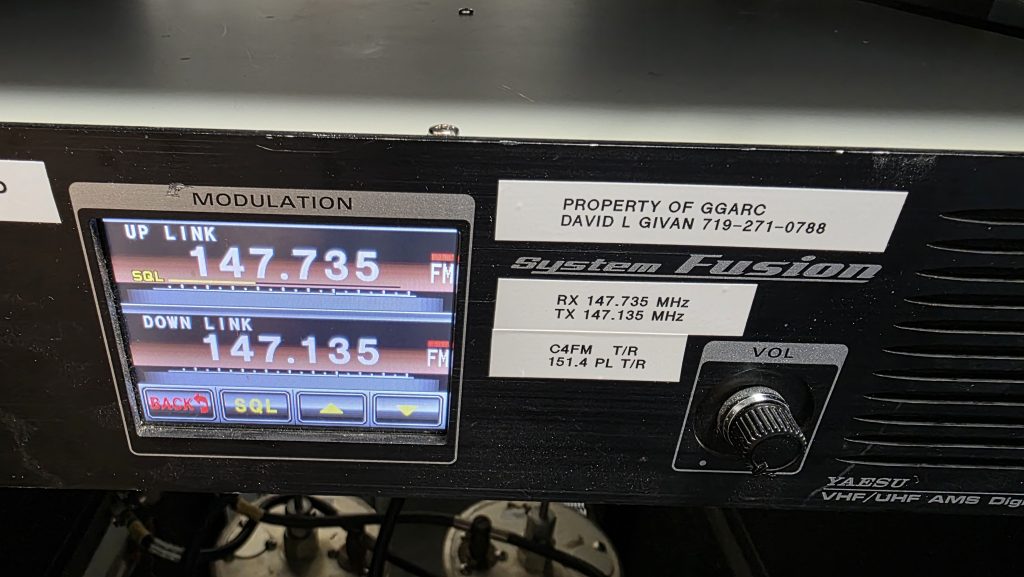 MODULATION
UP LINK
147.735
SQL
FM
DOWN LINK
147.135
FM
BACK
SQL
PROPERTY OF GGARC
DAVID L GIVAN 719-271-0788
System Fusion
RX 147.735 MHz
TX 147.135 MHz
C4FM T/R
151.4 PL T/R
VOL
YAESU
VHF/UHF AMS